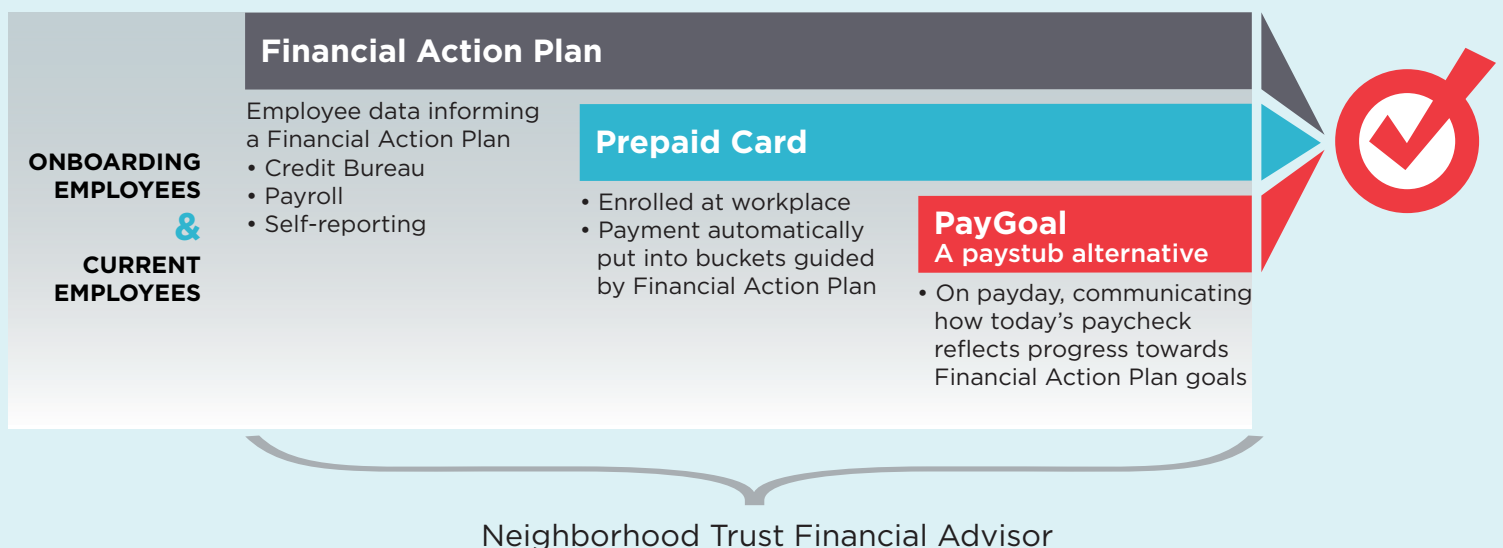 ONBOARDING
EMPLOYEES
&
CURRENT
EMPLOYEES
Financial Action Plan
Employee data informing
a Financial Action Plan
• Credit Bureau
• Payroll
• Self-reporting
Prepaid Card
• Enrolled at workplace
• Payment automatically
put into buckets guided
by Financial Action Plan
PayGoal
A paystub alternative
• On payday, communicating
how today’s paycheck
reflects progress towards
Financial Action Plan goals
Neighborhood Trust Financial Advisor